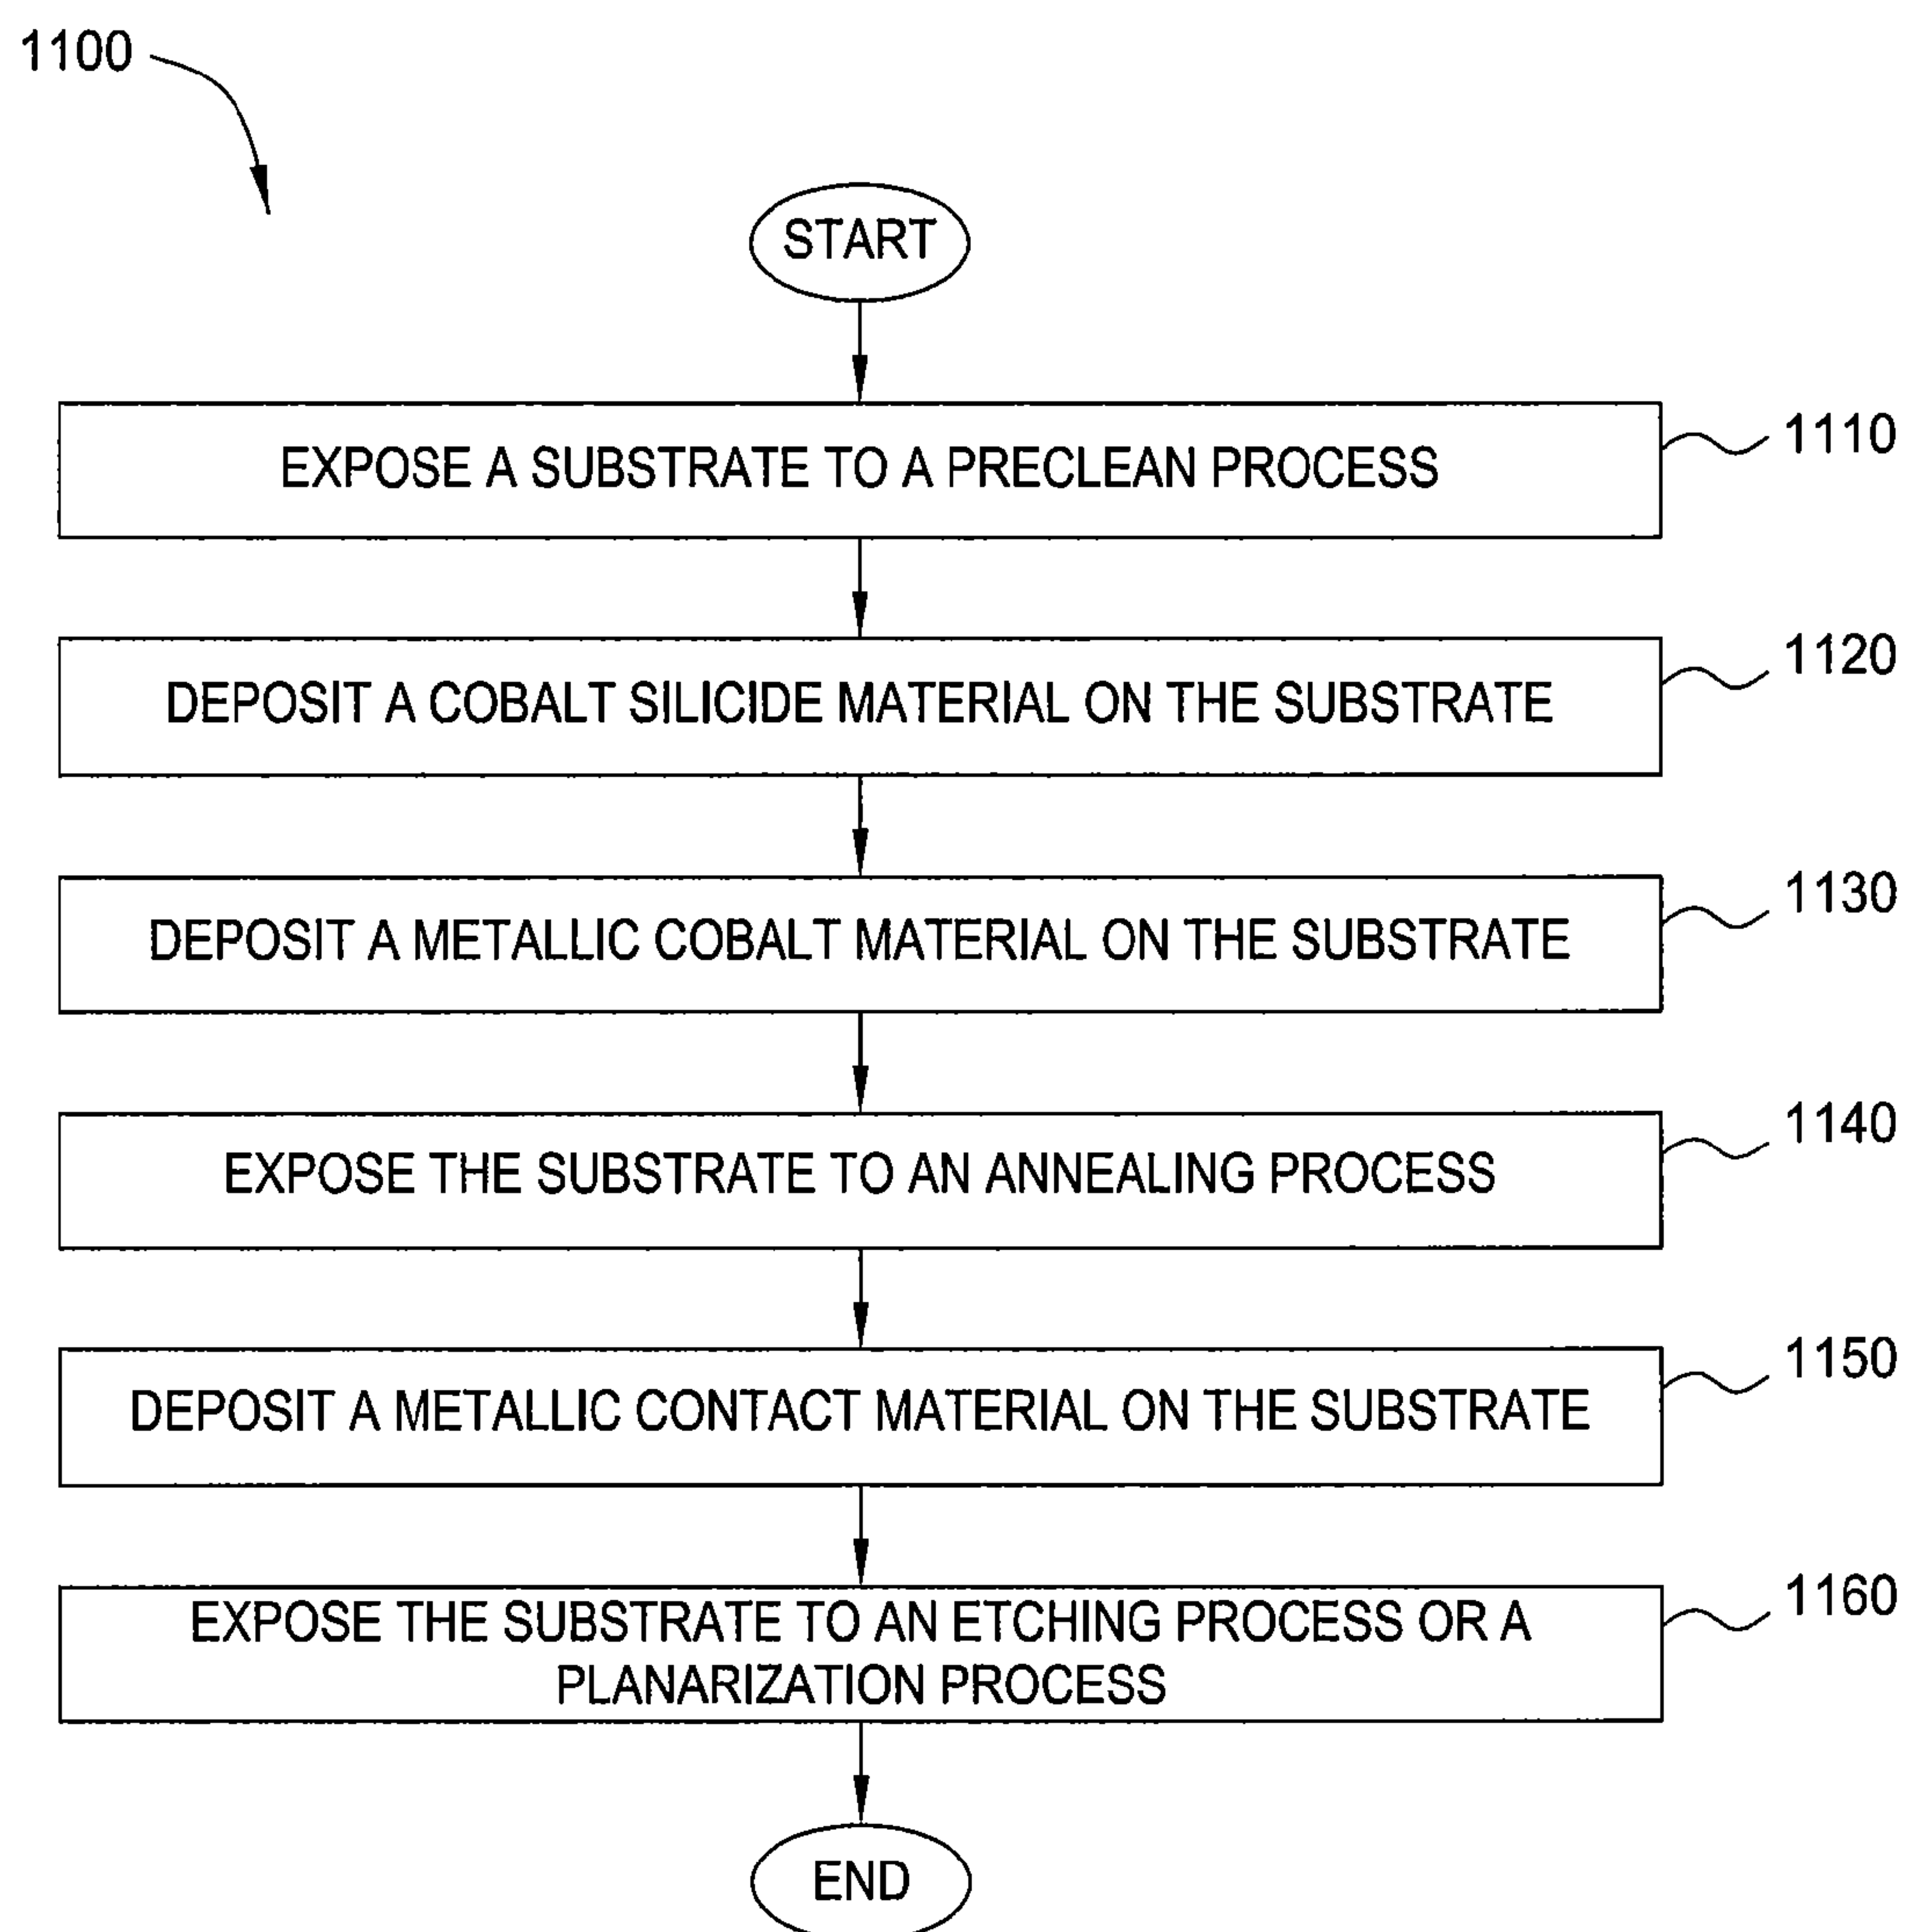 1100
START
EXPOSE A SUBSTRATE TO A PRECLEAN PROCESS
1110
DEPOSIT A COBALT SILICIDE MATERIAL ON THE SUBSTRATE
1120
DEPOSIT A METALLIC COBALT MATERIAL ON THE SUBSTRATE
1130
EXPOSE THE SUBSTRATE TO AN ANNEALING PROCESS
1140
DEPOSIT A METALLIC CONTACT MATERIAL ON THE SUBSTRATE
1150
EXPOSE THE SUBSTRATE TO AN ETCHING PROCESS OR A
PLANARIZATION PROCESS
1160
END